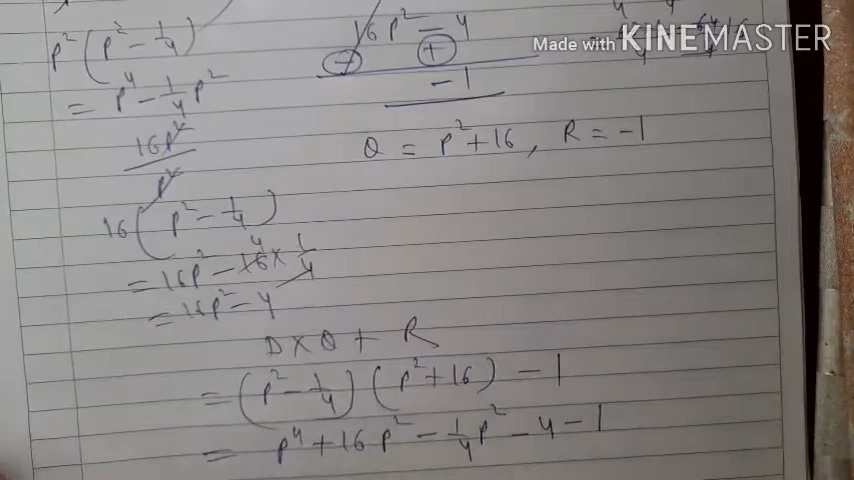 p² (p² - 1/4)
= p⁴ - 1/4 p²
16p² / p²
16 (p² - 1/4)
= 16p² - 16 × 1/4
= 16p² - 4
16p² - 4
- +
- 1
Q = p² + 16, R = -1
D × Q + R
= (p² - 1/4) (p² + 16) - 1
= p⁴ + 16p² - 1/4 p² - 4 - 1
Made with KINEMASTER